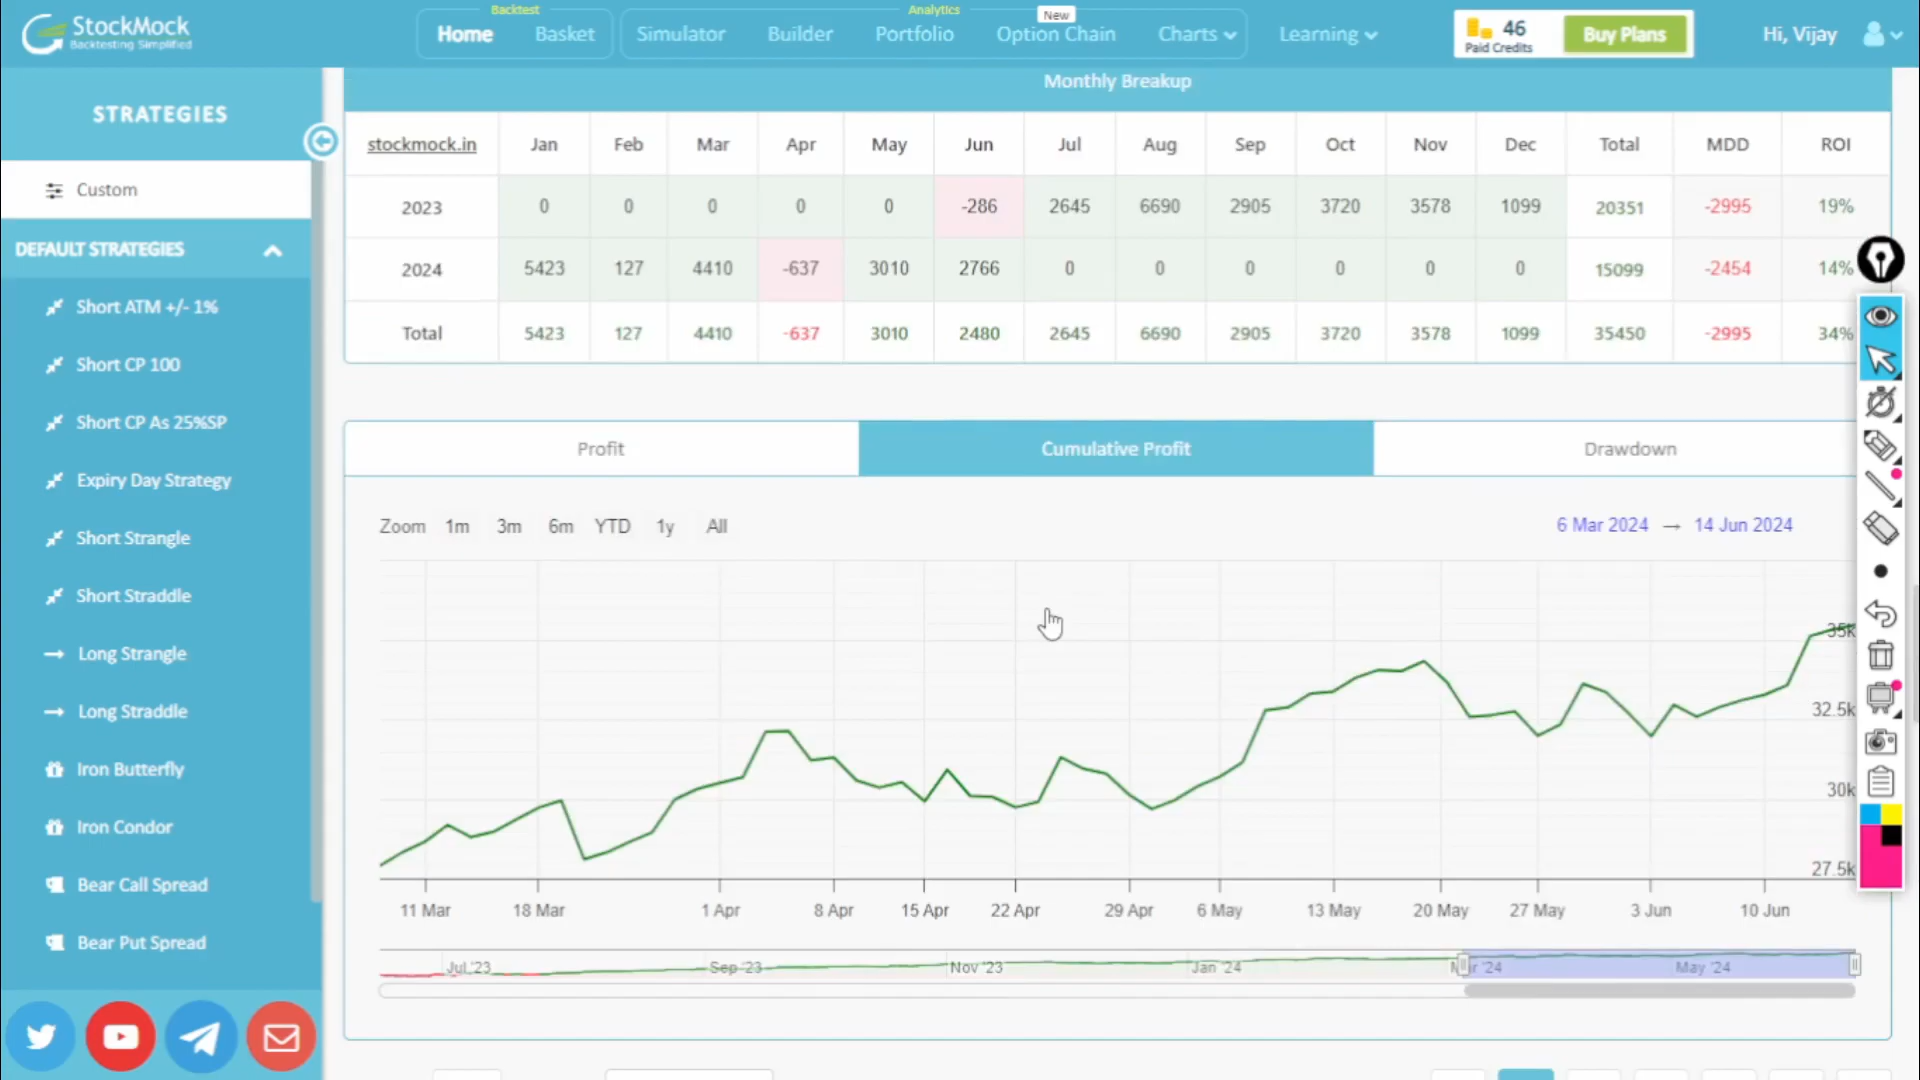 StockMock
Backtesting Simplified
Backtest
Home
Basket
Analytics
Simulator
Builder
Portfolio
New
Option Chain
Charts
Learning
46
Paid Credits
Buy Plans
Hi, Vijay
STRATEGIES
Custom
DEFAULT STRATEGIES
Short ATM +/- 1%
Short CP 100
Short CP As 25%SP
Expiry Day Strategy
Short Strangle
Short Straddle
Long Strangle
Long Straddle
Iron Butterfly
Iron Condor
Bear Call Spread
Bear Put Spread
Monthly Breakup
stockmock.in Jan Feb Mar Apr May Jun Jul Aug Sep Oct Nov Dec Total MDD ROI
2023 0 0 0 0 0 -286 2645 6690 2905 3720 3578 1099 20351 -2995 19%
2024 5423 127 4410 -637 3010 2766 0 0 0 0 0 0 15099 -2454 14%
Total 5423 127 4410 -637 3010 2480 2645 6690 2905 3720 3578 1099 35450 -2995 34%
Profit Cumulative Profit Drawdown
Zoom 1m 3m 6m YTD 1y All
6 Mar 2024 → 14 Jun 2024
35k
32.5k
30k
27.5k
11 Mar 18 Mar 1 Apr 8 Apr 15 Apr 22 Apr 29 Apr 6 May 13 May 20 May 27 May 3 Jun 10 Jun
Jul '23 Sep '23 Nov '23 Jan '24 Mar '24 May '24